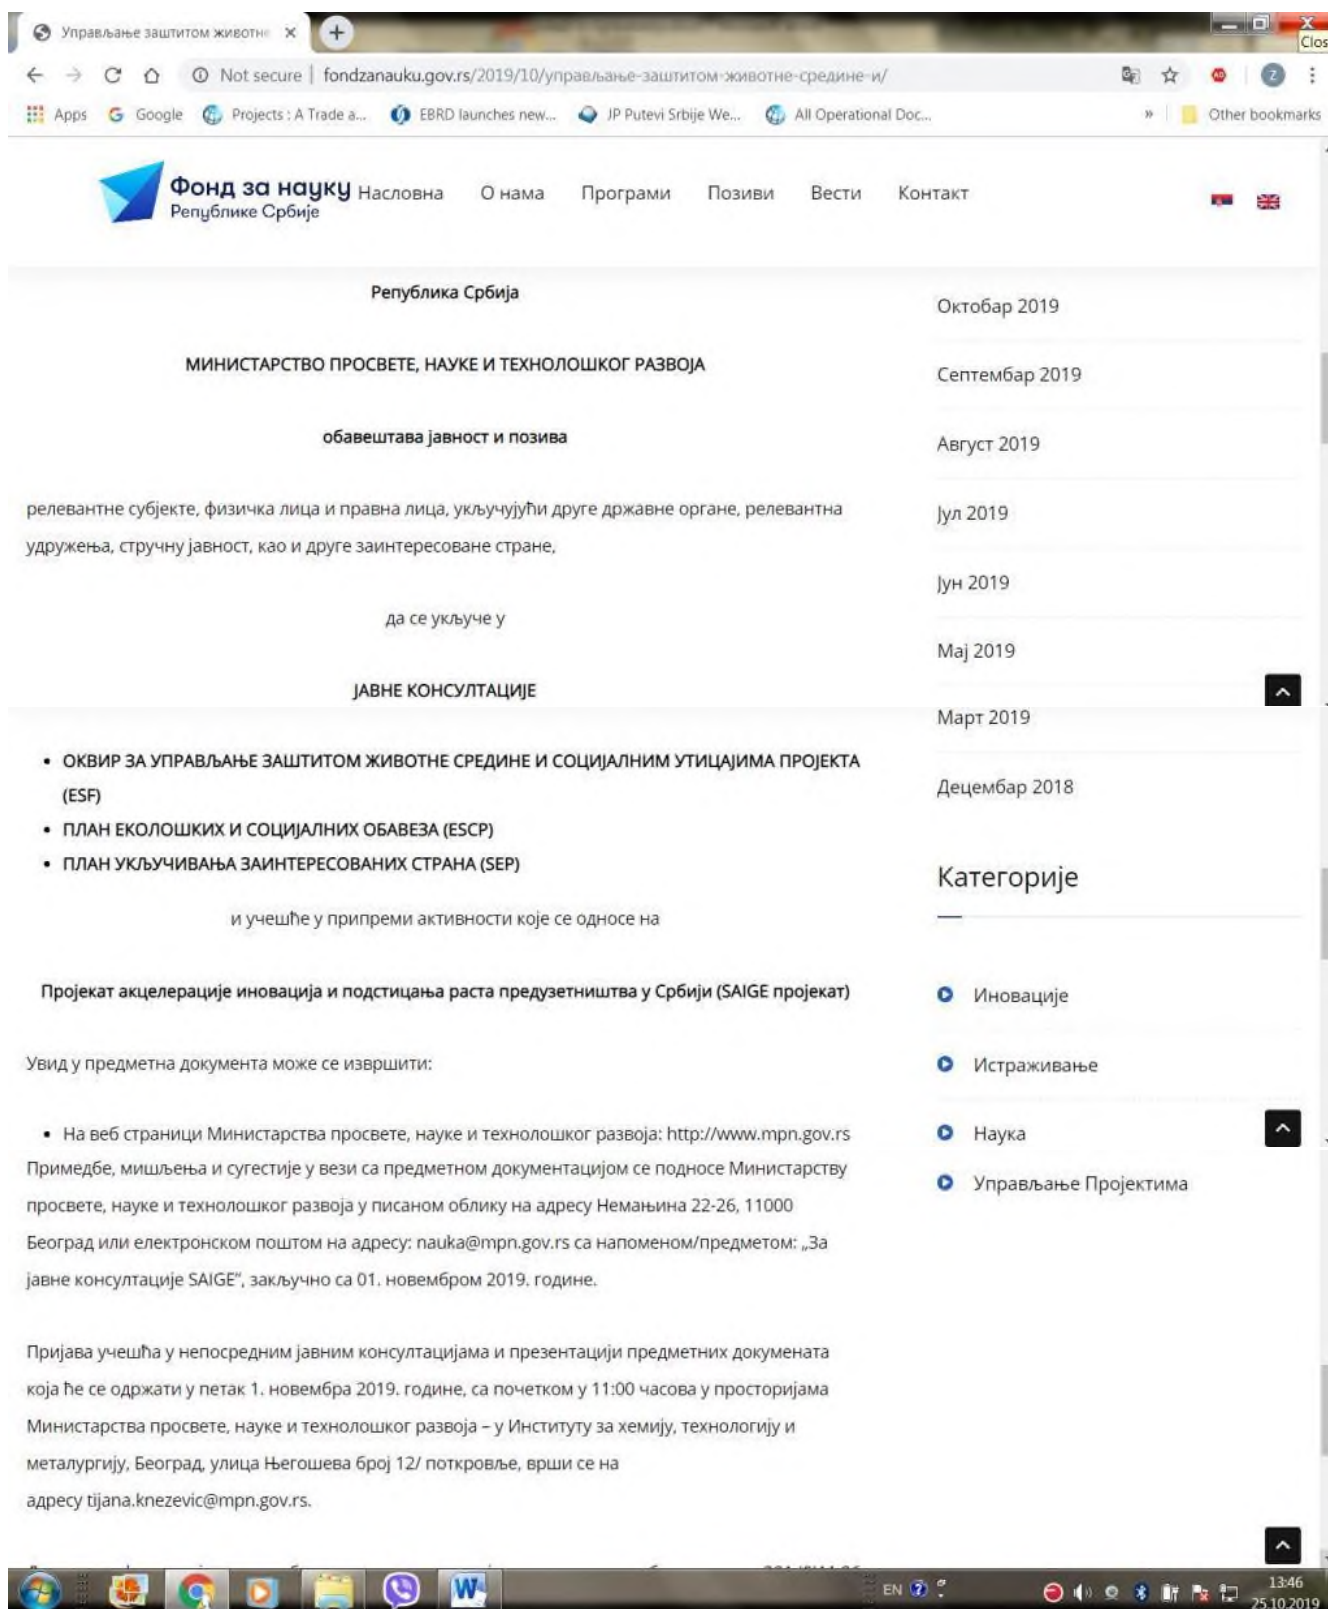 Управљање заштитом животне
Clos
Not secure | fondzanauku.gov.rs/2019/10/управљање-заштитом-животне-средине-и/
Z
Apps Google Projects : A Trade a... EBRD launches new... JP Putevi Srbije We... All Operational Doc... » Other bookmarks
Фонд за науку
Републике Србије
Насловна О нама Програми Позиви Вести Контакт
Република Србија
МИНИСТАРСТВО ПРОСВЕТЕ, НАУКЕ И ТЕХНОЛОШКОГ РАЗВОЈА
обавештава јавност и позива
релевантне субјекте, физичка лица и правна лица, укључујући друге државне органе, релевантна
удружења, стручну јавност, као и друге заинтересоване стране,
да се укључе у
ЈАВНЕ КОНСУЛТАЦИЈЕ
• ОКВИР ЗА УПРАВЉАЊЕ ЗАШТИТОМ ЖИВОТНЕ СРЕДИНЕ И СОЦИЈАЛНИМ УТИЦАЈИМА ПРОЈЕКТА
(ESF)
• ПЛАН ЕКОЛОШКИХ И СОЦИЈАЛНИХ ОБАВЕЗА (ESCP)
• ПЛАН УКЉУЧИВАЊА ЗАИНТЕРЕСОВАНИХ СТРАНА (SEP)
и учешће у припреми активности које се односе на
Пројекат акцелерације иновација и подстицања раста предузетништва у Србији (SAIGE пројекат)
Увид у предметна документа може се извршити:
• На веб страници Министарства просвете, науке и технолошког развоја: http://www.mpn.gov.rs
Примедбе, мишљења и сугестије у вези са предметном документацијом се подносе Министарству
просвете, науке и технолошког развоја у писаном облику на адресу Немањина 22-26, 11000
Београд или електронском поштом на адресу: nauka@mpn.gov.rs са напоменом/предметом: „За
јавне консултације SAIGE“, закључно са 01. новембром 2019. године.
Пријава учешћа у непосредним јавним консултацијама и презентацији предметних докумената
која ће се одржати у петак 1. новембра 2019. године, са почетком у 11:00 часова у просторијама
Министарства просвете, науке и технолошког развоја – у Институту за хемију, технологију и
металургију, Београд, улица Његошева број 12/ поткровље, врши се на
адресу tijana.knezevic@mpn.gov.rs.
Октобар 2019
Септембар 2019
Август 2019
Јул 2019
Јун 2019
Мај 2019
Март 2019
Децембар 2018
Категорије
Иновације
Истраживање
Наука
Управљање Пројектима
EN
13:46
25.10.2019